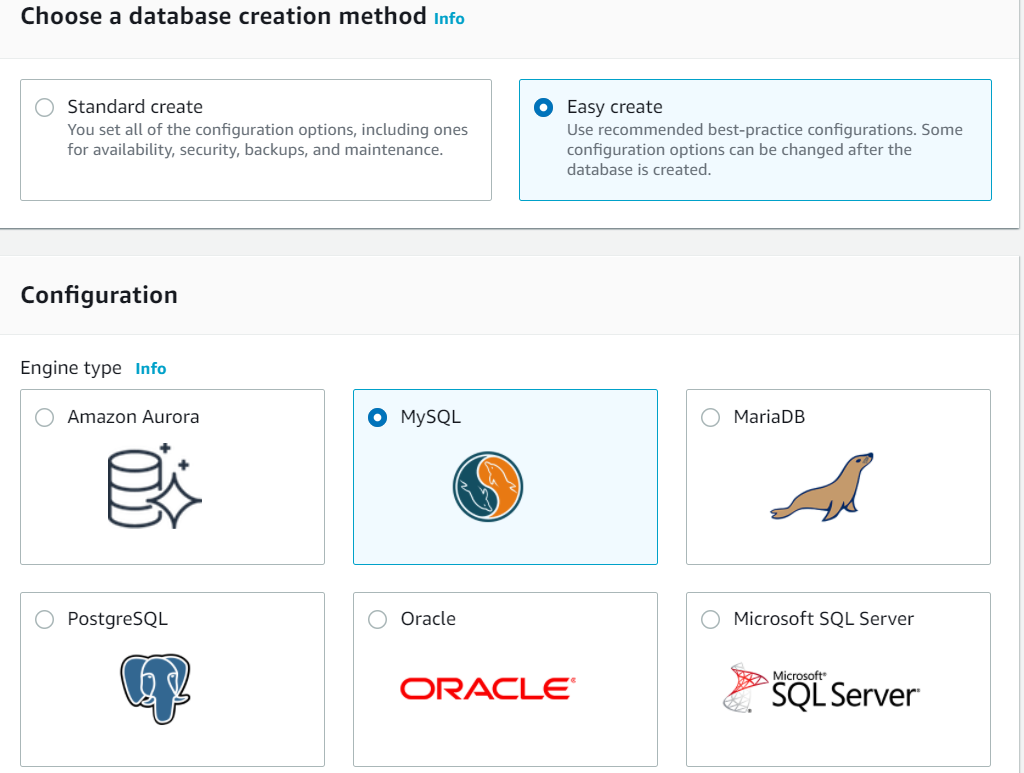 Choose a database creation method Info
Standard create
You set all of the configuration options, including ones
for availability, security, backups, and maintenance.
Easy create
Use recommended best-practice configurations. Some
configuration options can be changed after the
database is created.
Configuration
Engine type Info
Amazon Aurora
MySQL
MariaDB
PostgreSQL
Oracle
ORACLE®
Microsoft SQL Server
Microsoft®
SQL Server®